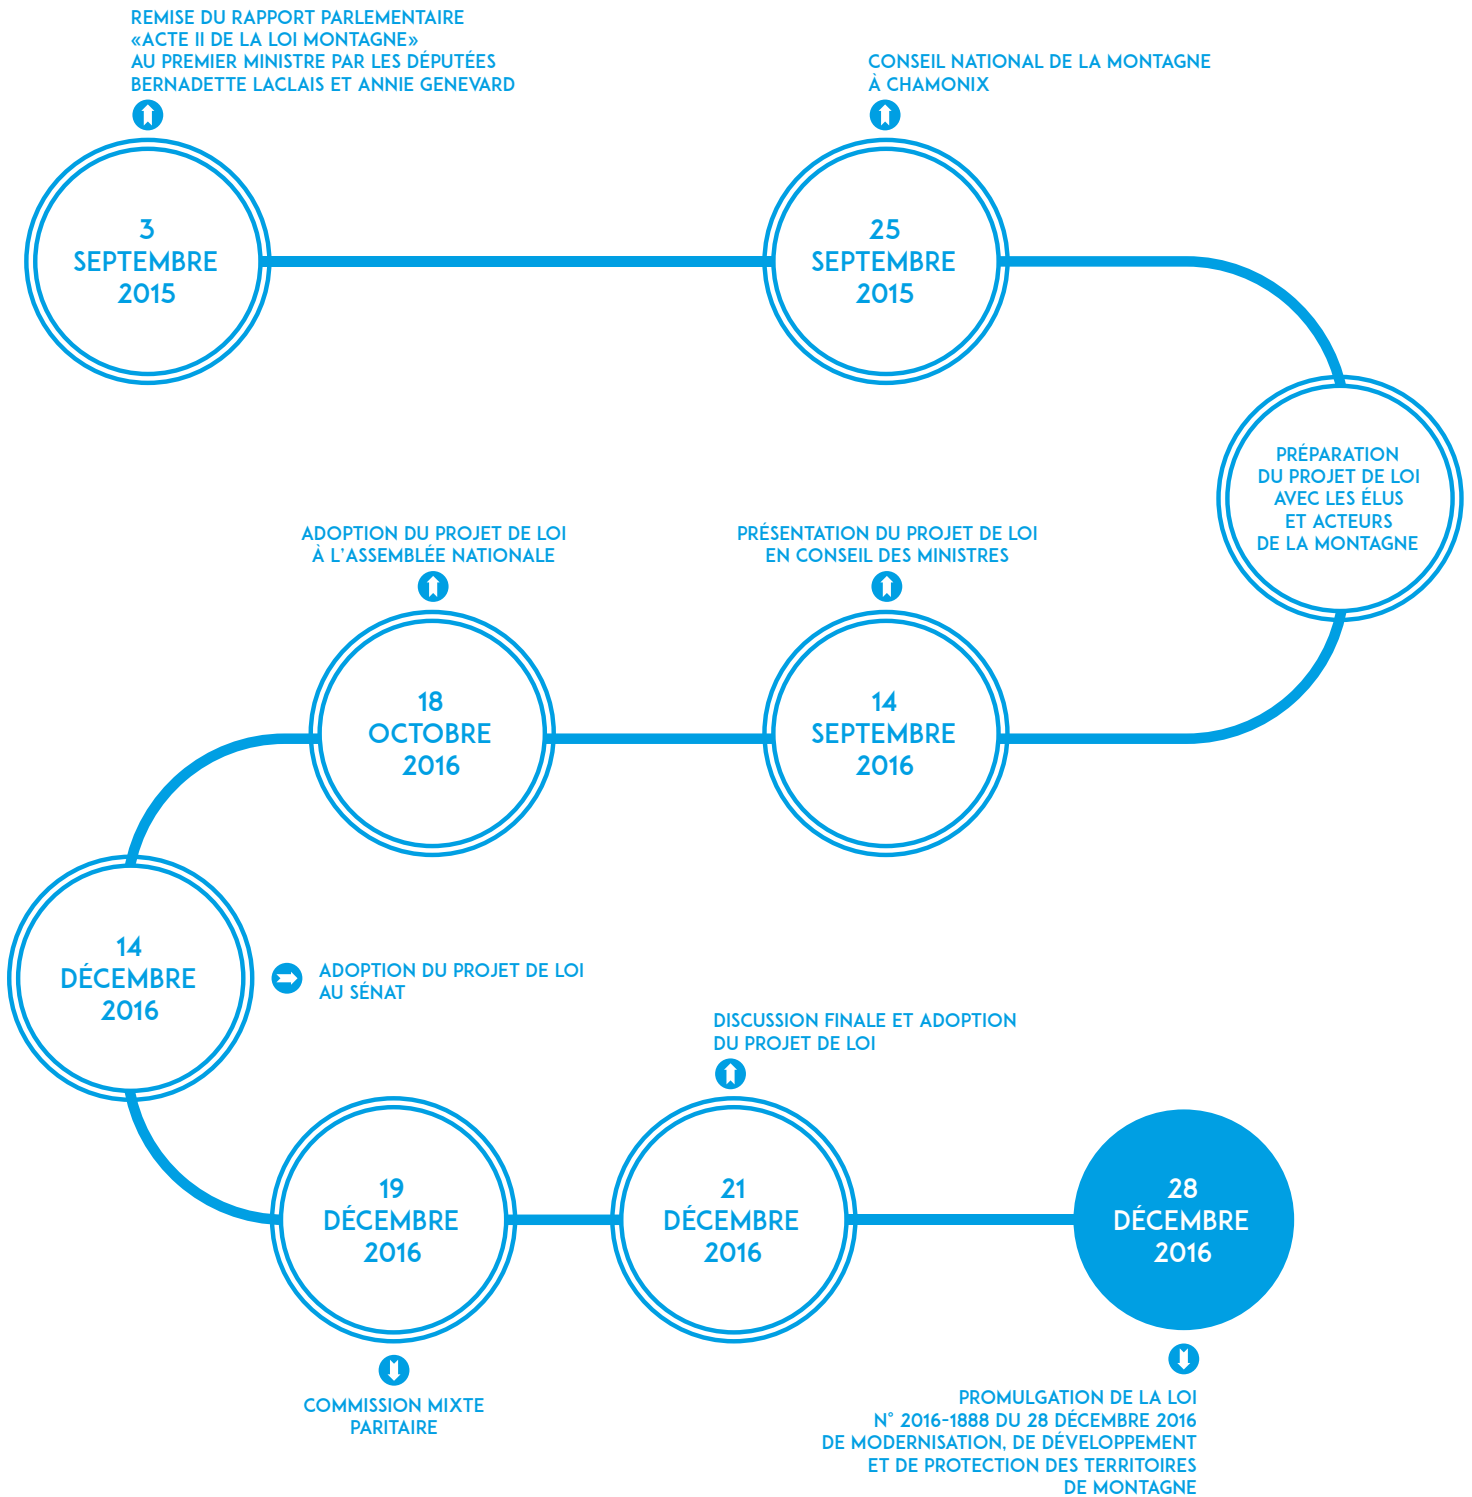 REMISE DU RAPPORT PARLEMENTAIRE
«ACTE II DE LA LOI MONTAGNE»
AU PREMIER MINISTRE PAR LES DÉPUTÉES
BERNADETTE LACLAIS ET ANNIE GENEVARD
3
SEPTEMBRE
2015
CONSEIL NATIONAL DE LA MONTAGNE
À CHAMONIX
25
SEPTEMBRE
2015
PRÉPARATION
DU PROJET DE LOI
AVEC LES ÉLUS
ET ACTEURS
DE LA MONTAGNE
PRÉSENTATION DU PROJET DE LOI
EN CONSEIL DES MINISTRES
14
SEPTEMBRE
2016
ADOPTION DU PROJET DE LOI
À L'ASSEMBLÉE NATIONALE
18
OCTOBRE
2016
14
DÉCEMBRE
2016
ADOPTION DU PROJET DE LOI
AU SÉNAT
19
DÉCEMBRE
2016
COMMISSION MIXTE
PARITAIRE
DISCUSSION FINALE ET ADOPTION
DU PROJET DE LOI
21
DÉCEMBRE
2016
28
DÉCEMBRE
2016
PROMULGATION DE LA LOI
N° 2016-1888 DU 28 DÉCEMBRE 2016
DE MODERNISATION, DE DÉVELOPPEMENT
ET DE PROTECTION DES TERRITOIRES
DE MONTAGNE